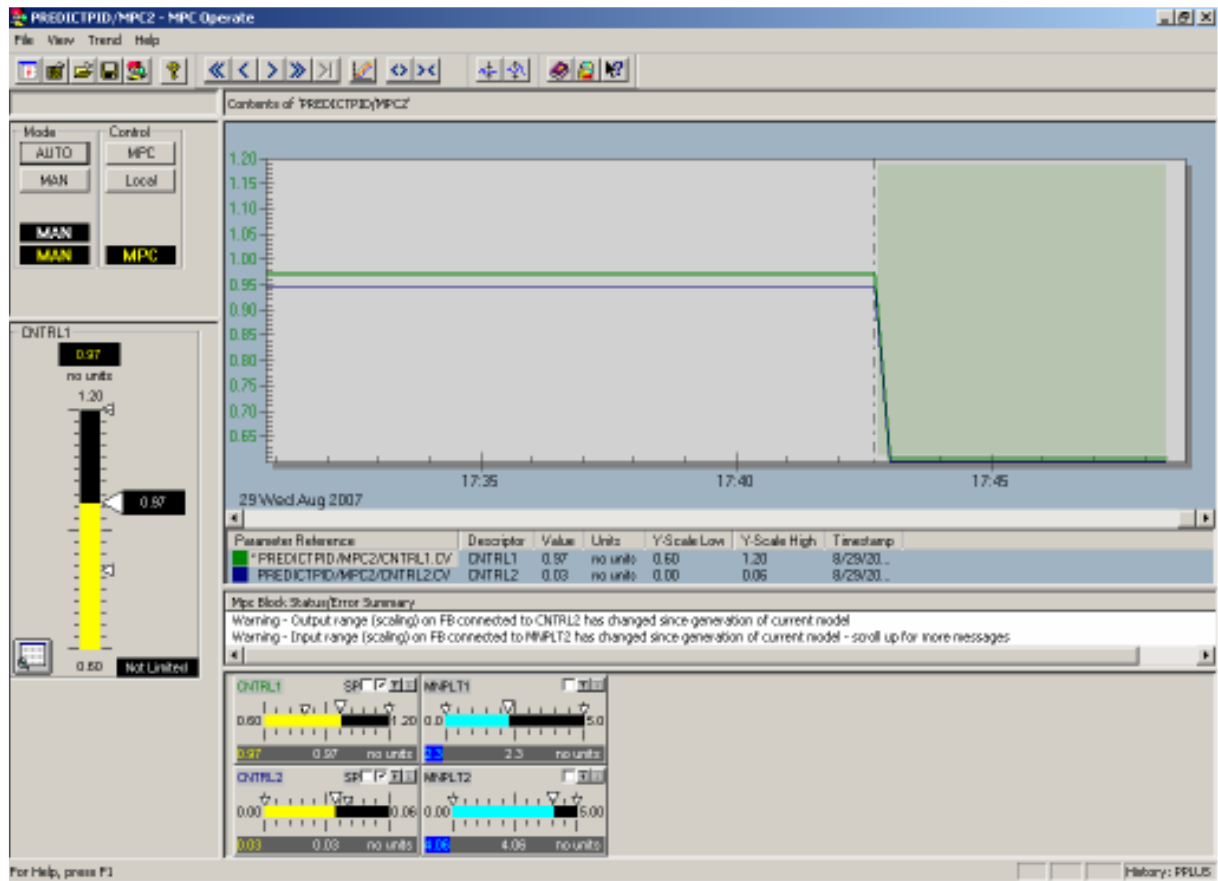 PREDICTPID/MPC2 - MPC Operate
File View Trend Help
Contents of 'PREDICTPID/MPC2'
Mode Control
AUTO MPC
MAN Local
MAN
MAN MPC
CNTRL1
0.97
no units
1.20
0.97
0.60 Not Limited
1.20
1.15
1.10
1.05
1.00
0.95
0.90
0.85
0.80
0.75
0.70
0.65
17:35 17:40 17:45
29 Wed Aug 2007
Parameter Reference Descriptor Value Units Y-Scale Low Y-Scale High Timestamp
*PREDICTPID/MPC2/CNTRL1.CV CNTRL1 0.97 no units 0.60 1.20 8/29/20...
PREDICTPID/MPC2/CNTRL2.CV CNTRL2 0.03 no units 0.00 0.06 8/29/20...
Mpc Block Status/Error Summary
Warning - Output range (scaling) on FB connected to CNTRL2 has changed since generation of current model
Warning - Input range (scaling) on FB connected to MNPLT2 has changed since generation of current model - scroll up for more messages
CNTRL1 SP MNPLT1
0.60 1.20 0.0 5.0
0.97 0.97 no units 2.3 no units
CNTRL2 SP MNPLT2
0.00 0.06 0.00 5.00
0.03 0.03 no units 4.06 4.06 no units
For Help, press F1 History: PPLUS